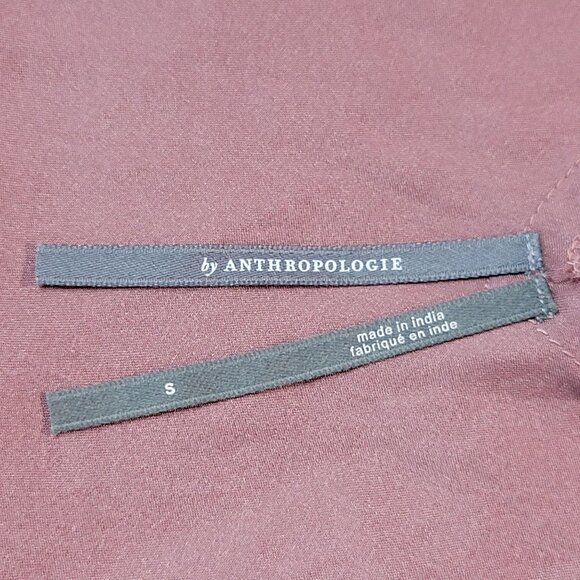 by ANTHROPOLOGIE
made in india
fabriqué en inde
S